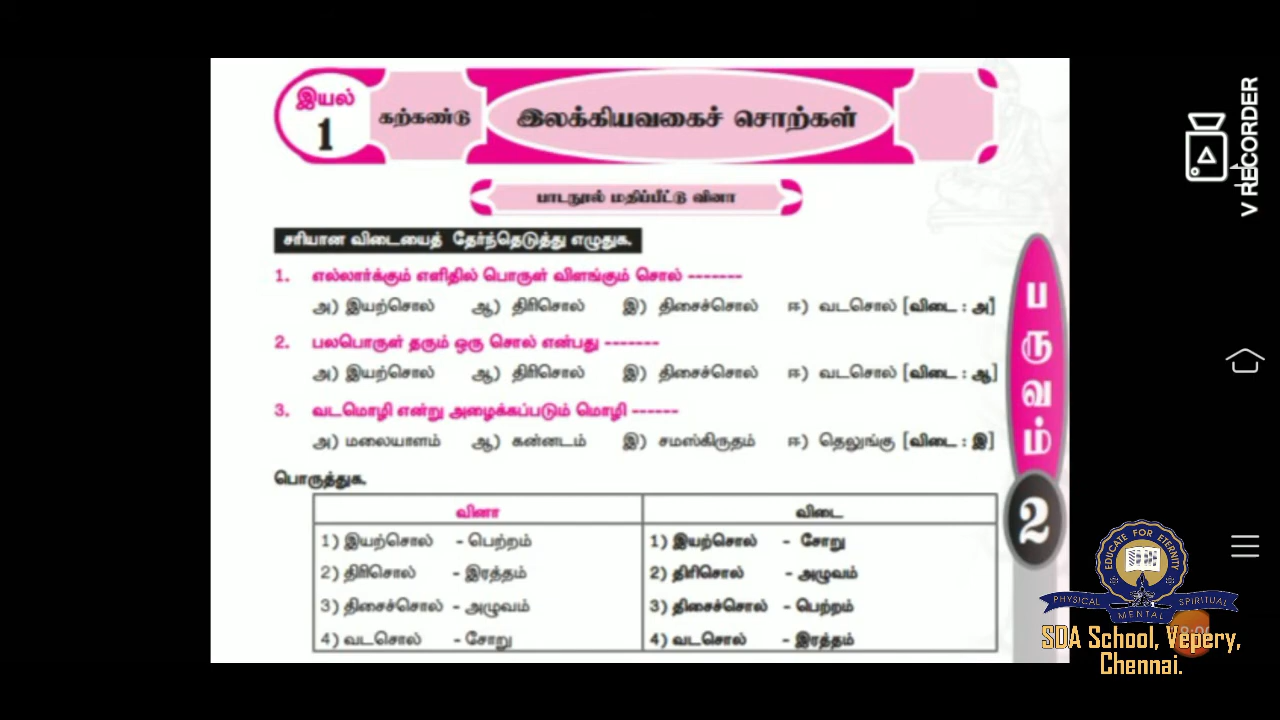 இயல்
1
கற்கண்டு
இலக்கியவகைச் சொற்கள்
பாடநூல் மதிப்பீட்டு வினா
சரியான விடையைத் தேர்ந்தெடுத்து எழுதுக.
1. எல்லார்க்கும் எளிதில் பொருள் விளங்கும் சொல் -------
அ) இயற்சொல் ஆ) திரிசொல் இ) திசைச்சொல் ஈ) வடசொல் [விடை : அ]
2. பலபொருள் தரும் ஒரு சொல் என்பது -------
அ) இயற்சொல் ஆ) திரிசொல் இ) திசைச்சொல் ஈ) வடசொல் [விடை : ஆ]
3. வடமொழி என்று அழைக்கப்படும் மொழி ------
அ) மலையாளம் ஆ) கன்னடம் இ) சமஸ்கிருதம் ஈ) தெலுங்கு [விடை : இ]
பொருத்துக.
வினா விடை
1) இயற்சொல் - பெற்றம் 1) இயற்சொல் - சோறு
2) திரிசொல் - இரத்தம் 2) திரிசொல் - அழுவம்
3) திசைச்சொல் - அழுவம் 3) திசைச்சொல் - பெற்றம்
4) வடசொல் - சோறு 4) வடசொல் - இரத்தம்
பருவம்
2
V RECORDER
EDUCATE FOR ETERNITY
PHYSICAL MENTAL SPIRITUAL
SDA School, Vepery,
Chennai.